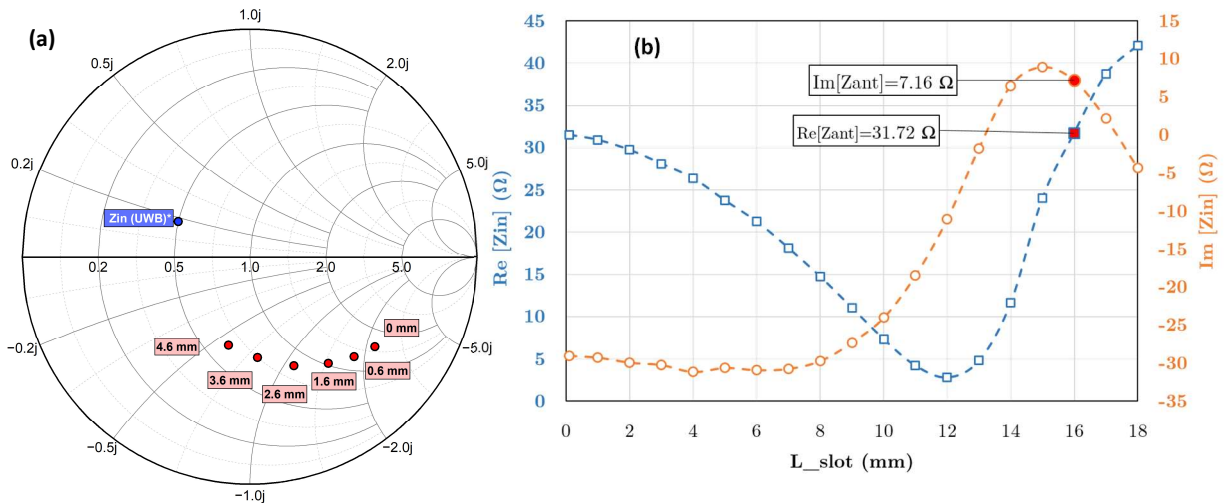 (a)
1.0j
0.5j
2.0j
0.2j
5.0j
Zin (UWB)*
0.2
0.5
1.0
2.0
5.0
−0.2j
−5.0j
4.6 mm
3.6 mm
2.6 mm
1.6 mm
0.6 mm
0 mm
−0.5j
−2.0j
−1.0j
(b)
Re [Zin] (Ω)
45
40
35
30
25
20
15
10
5
0
Im[Zant]=7.16 Ω
Re[Zant]=31.72 Ω
15
10
5
0
-5
-10
-15
-20
-25
-30
-35
Im [Zin] (Ω)
0
2
4
6
8
10
12
14
16
18
L_slot (mm)